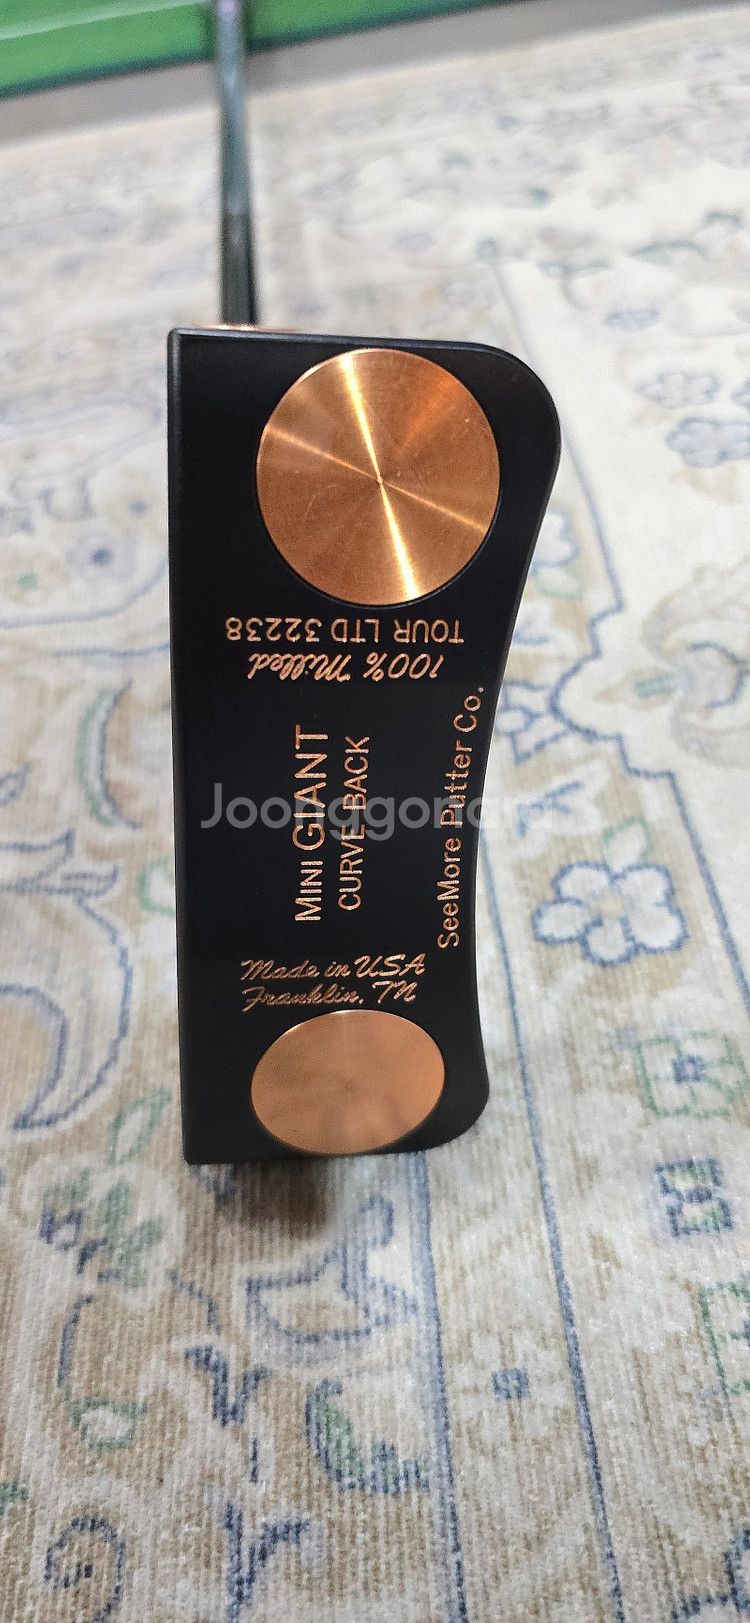 TOUR LTD 32238
100% Milled
MINI GIANT
CURVE BACK
SeeMore Putter Co.
Made in USA
Franklin, TN
Joonggonara